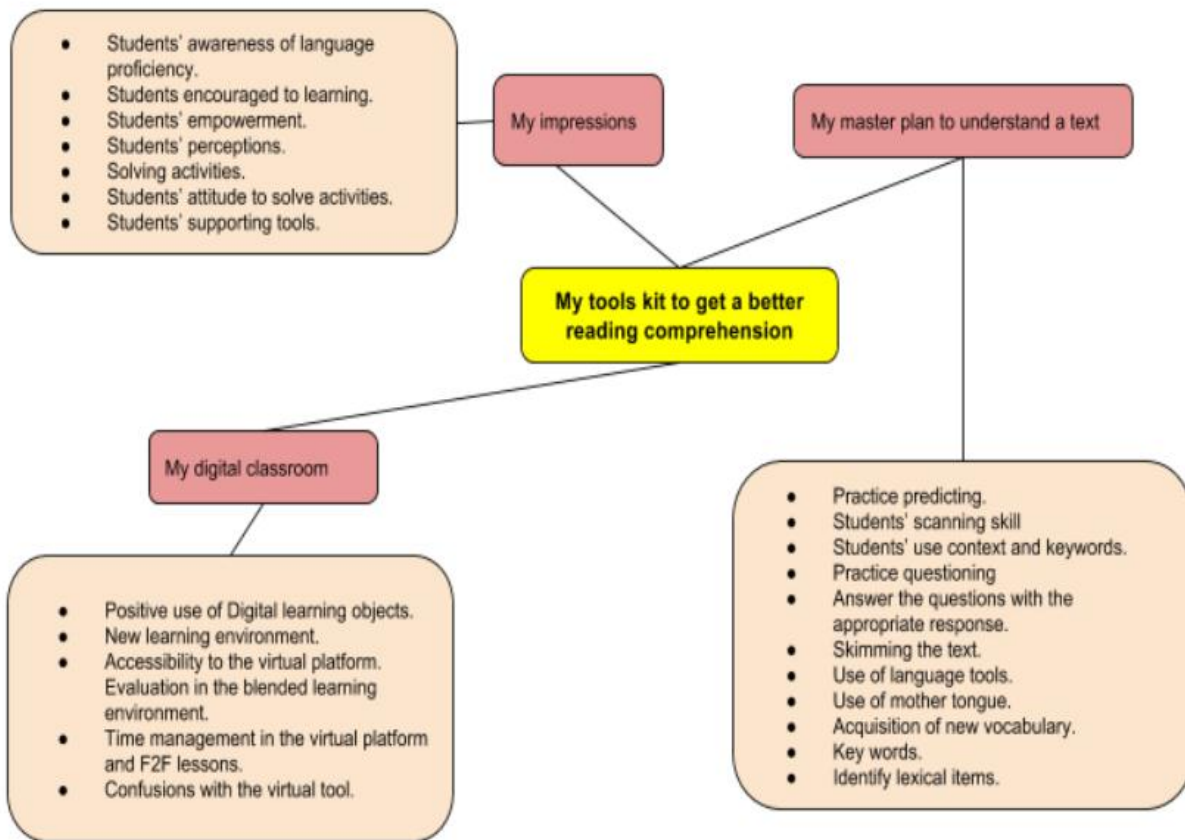 • Students' awareness of language
proficiency.
• Students encouraged to learning.
• Students' empowerment.
• Students' perceptions.
• Solving activities.
• Students' attitude to solve activities.
• Students' supporting tools.
My impressions
My master plan to understand a text
My tools kit to get a better
reading comprehension
My digital classroom
• Positive use of Digital learning objects.
• New learning environment.
• Accessibility to the virtual platform.
Evaluation in the blended learning
environment.
• Time management in the virtual platform
and F2F lessons.
• Confusions with the virtual tool.
• Practice predicting.
• Students' scanning skill
• Students' use context and keywords.
• Practice questioning
• Answer the questions with the
appropriate response.
• Skimming the text.
• Use of language tools.
• Use of mother tongue.
• Acquisition of new vocabulary.
• Key words.
• Identify lexical items.